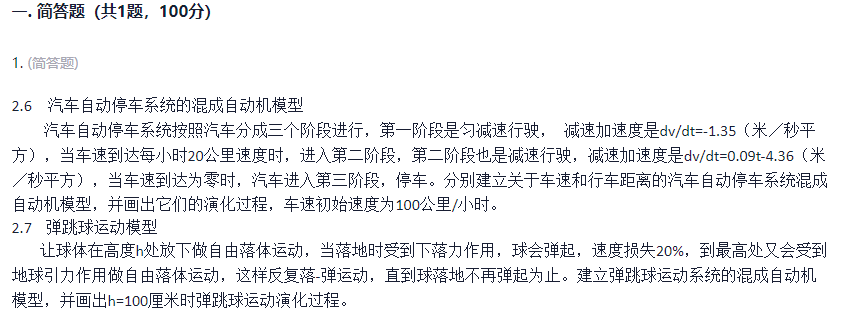 一. 简答题（共1题，100分）
1. (简答题)
2.6 汽车自动停车系统的混成自动机模型
汽车自动停车系统按照汽车分成三个阶段进行，第一阶段是匀减速行驶， 减速加速度是dv/dt=-1.35（米／秒平
方），当车速到达每小时20公里速度时，进入第二阶段，第二阶段也是减速行驶，减速加速度是dv/dt=0.09t-4.36（米
／秒平方），当车速到达为零时，汽车进入第三阶段，停车。分别建立关于车速和行车距离的汽车自动停车系统混成
自动机模型，并画出它们的演化过程，车速初始速度为100公里/小时。
2.7 弹跳球运动模型
让球体在高度h处放下做自由落体运动，当落地时受到下落力作用，球会弹起，速度损失20%，到最高处又会受到
地球引力作用做自由落体运动，这样反复落-弹运动，直到球落地不再弹起为止。建立弹跳球运动系统的混成自动机
模型，并画出h=100厘米时弹跳球运动演化过程。